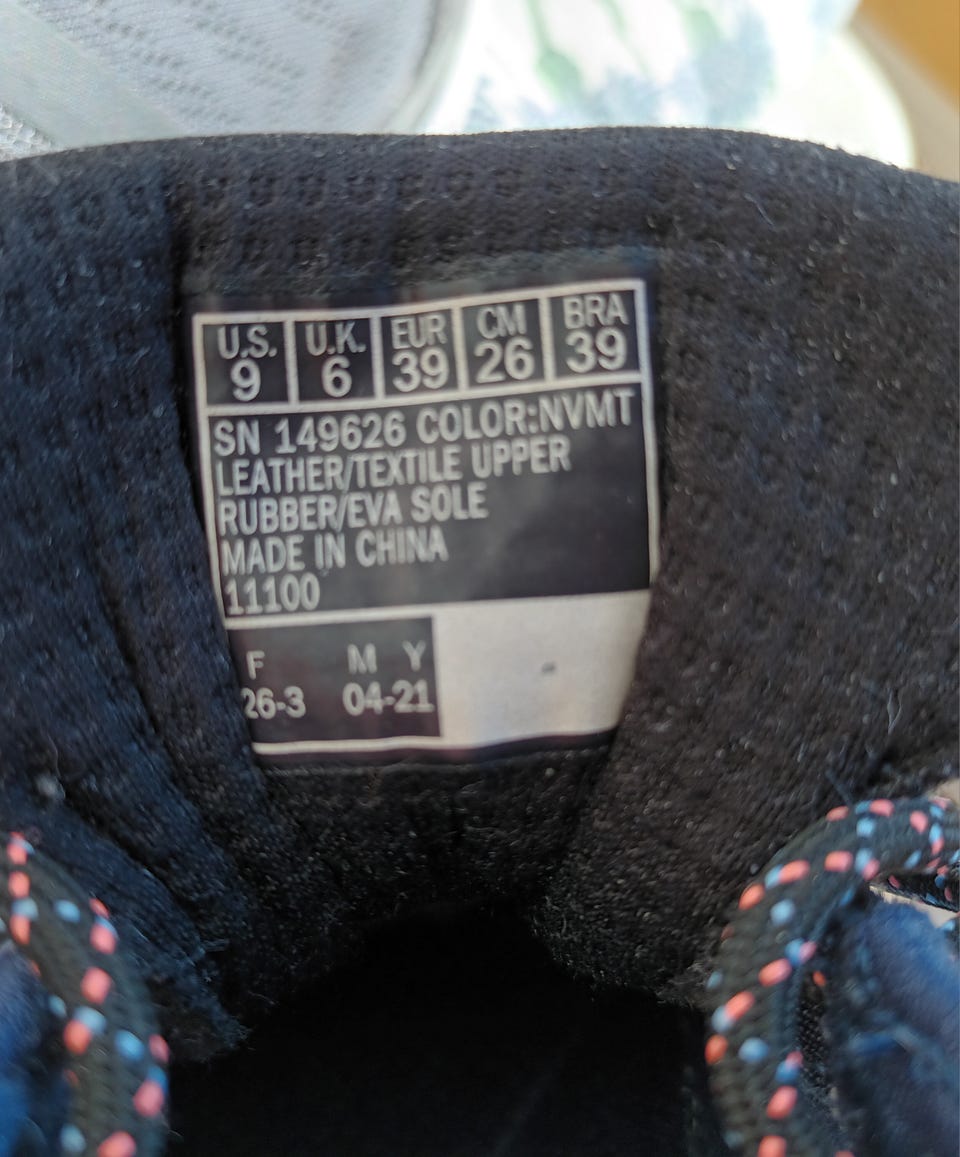 U.S. U.K. EUR CM BRA
9 6 39 26 39
SN 149626 COLOR:NVMT
LEATHER/TEXTILE UPPER
RUBBER/EVA SOLE
MADE IN CHINA
11100
F M Y
26-3 04-21